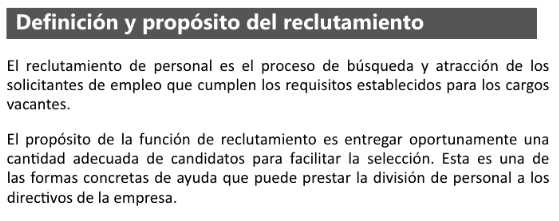 Definición y propósito del reclutamiento
El reclutamiento de personal es el proceso de búsqueda y atracción de los
solicitantes de empleo que cumplen los requisitos establecidos para los cargos
vacantes.
El propósito de la función de reclutamiento es entregar oportunamente una
cantidad adecuada de candidatos para facilitar la selección. Esta es una de
las formas concretas de ayuda que puede prestar la división de personal a los
directivos de la empresa.